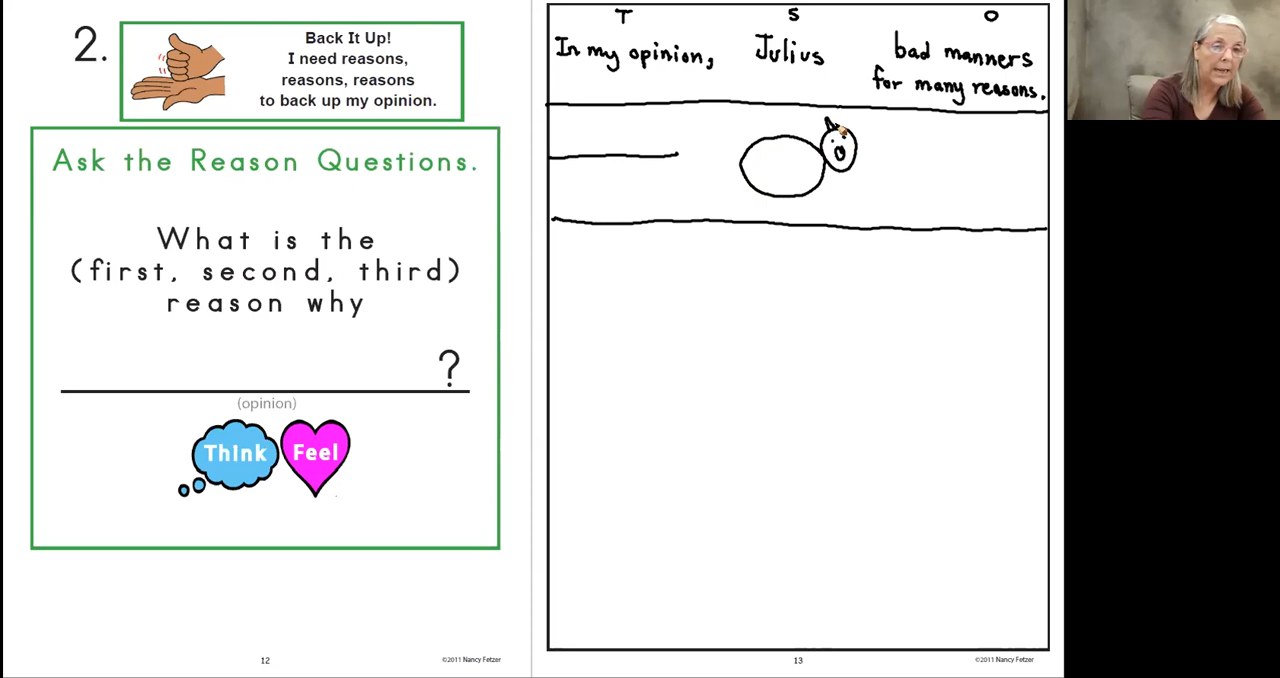 2.
Back It Up!
I need reasons,
reasons, reasons
to back up my opinion.
Ask the Reason Questions.
What is the
(first, second, third)
reason why
?
(opinion)
Think Feel
12
©2011 Nancy Fetzer
T S O
In my opinion, Julius bad manners
for many reasons.
13
©2011 Nancy Fetzer